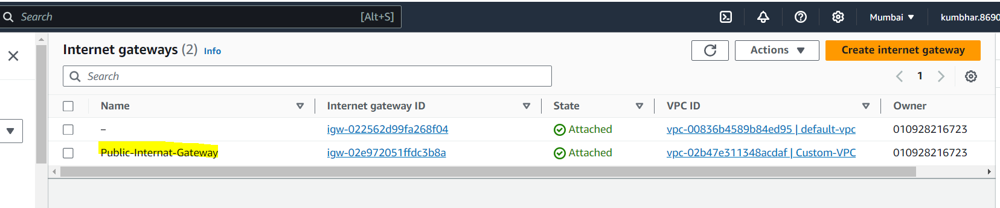 Search [Alt+S] Mumbai kumbhar.8690
Internet gateways (2) Info Actions Create internet gateway
Search 1
Name Internet gateway ID State VPC ID Owner
– igw-022562d99fa268f04 Attached vpc-00836b4589b84ed95 | default-vpc 010928216723
Public-Internat-Gateway igw-02e972051ffdc3b8a Attached vpc-02b47e311348acdaf | Custom-VPC 010928216723